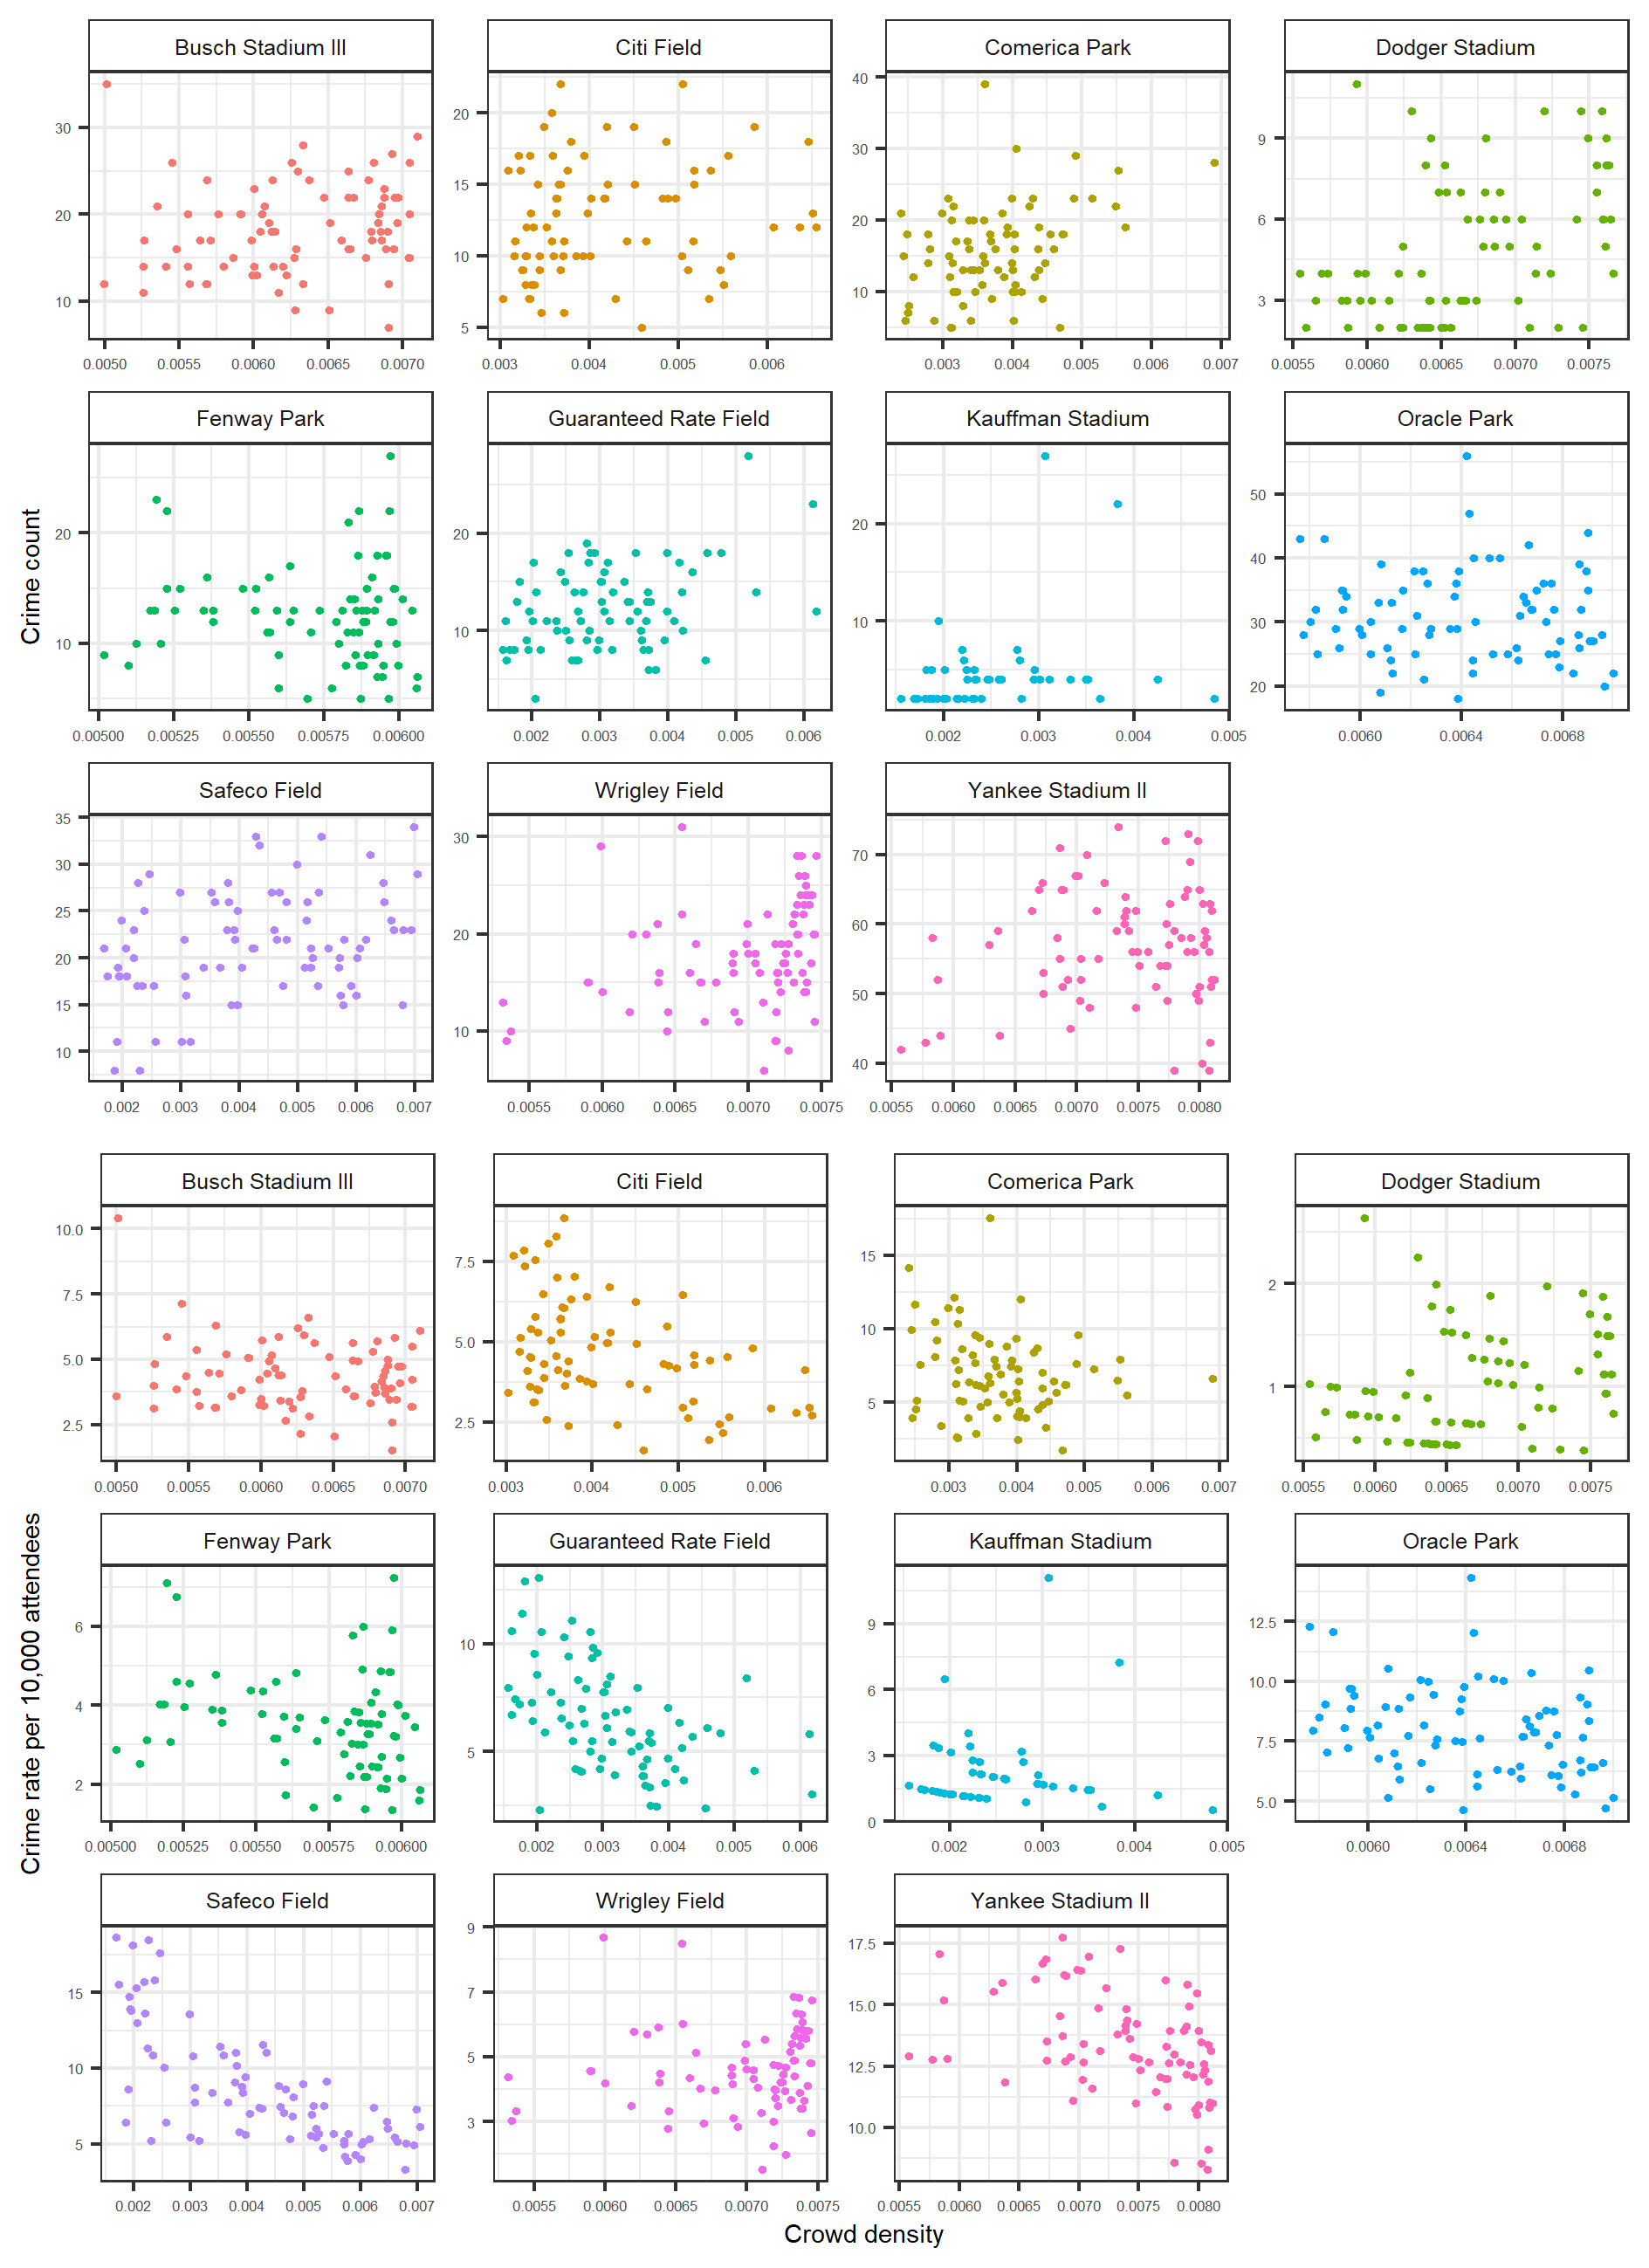 Busch Stadium III Citi Field Comerica Park Dodger Stadium
30 20 10
20 15 10 5
40 30 20 10
9 6 3
0.0050 0.0055 0.0060 0.0065 0.0070 0.003 0.004 0.005 0.006 0.003 0.004 0.005 0.006 0.007 0.0055 0.0060 0.0065 0.0070 0.0075
Fenway Park Guaranteed Rate Field Kauffman Stadium Oracle Park
20 10
20 10
20 10
50 40 30 20
0.00500 0.00525 0.00550 0.00575 0.00600 0.002 0.003 0.004 0.005 0.006 0.002 0.003 0.004 0.005 0.0060 0.0064 0.0068
Crime count
Safeco Field Wrigley Field Yankee Stadium II
35 30 25 20 15 10
30 20 10
70 60 50 40
0.002 0.003 0.004 0.005 0.006 0.007 0.0055 0.0060 0.0065 0.0070 0.0075 0.0055 0.0060 0.0065 0.0070 0.0075 0.0080
Busch Stadium III Citi Field Comerica Park Dodger Stadium
10.0 7.5 5.0 2.5
7.5 5.0 2.5
15 10 5
2 1
0.0050 0.0055 0.0060 0.0065 0.0070 0.003 0.004 0.005 0.006 0.003 0.004 0.005 0.006 0.007 0.0055 0.0060 0.0065 0.0070 0.0075
Fenway Park Guaranteed Rate Field Kauffman Stadium Oracle Park
6 4 2
10 5
9 6 3 0
12.5 10.0 7.5 5.0
0.00500 0.00525 0.00550 0.00575 0.00600 0.002 0.003 0.004 0.005 0.006 0.002 0.003 0.004 0.005 0.0060 0.0064 0.0068
Crime rate per 10,000 attendees
Safeco Field Wrigley Field Yankee Stadium II
15 10 5
9 7 5 3
17.5 15.0 12.5 10.0
0.002 0.003 0.004 0.005 0.006 0.007 0.0055 0.0060 0.0065 0.0070 0.0075 0.0055 0.0060 0.0065 0.0070 0.0075 0.0080
Crowd density